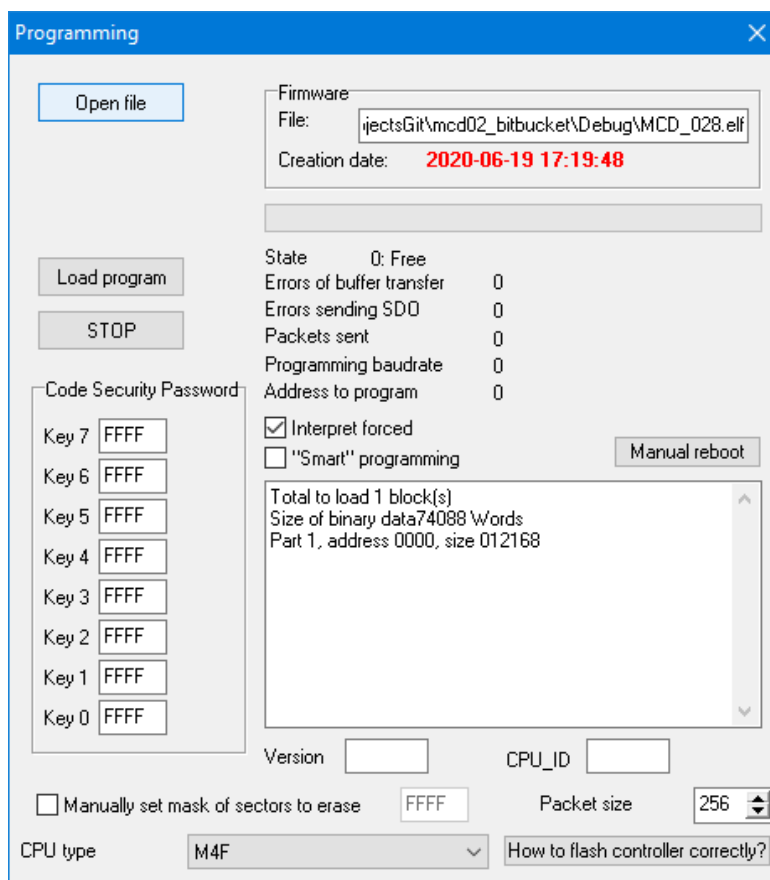 Programming
Open file
Firmware
File: ijectsGit\mcd02_bitbucket\Debug\MCD_028.elf
Creation date: 2020-06-19 17:19:48
Load program
STOP
State 0: Free
Errors of buffer transfer 0
Errors sending SDO 0
Packets sent 0
Programming baudrate 0
Address to program 0
Interpret forced
"Smart" programming
Manual reboot
Code Security Password
Key 7 FFFF
Key 6 FFFF
Key 5 FFFF
Key 4 FFFF
Key 3 FFFF
Key 2 FFFF
Key 1 FFFF
Key 0 FFFF
Total to load 1 block(s)
Size of binary data74088 Words
Part 1, address 0000, size 012168
Version
CPU_ID
Manually set mask of sectors to erase FFFF
Packet size 256
CPU type M4F
How to flash controller correctly?